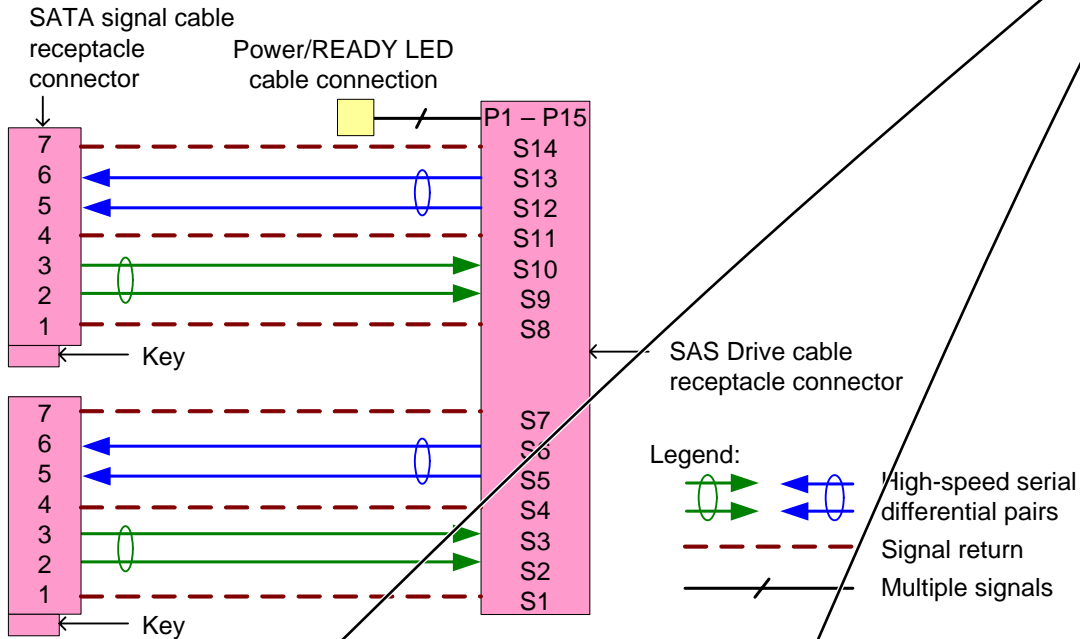 SATA signal cable
receptacle
connector
Power/READY LED
cable connection
P1 – P15
7
S14
6
S13
5
S12
4
S11
3
S10
2
S9
1
S8
Key
SAS Drive cable
receptacle connector
7
S7
6
S6
5
S5
4
S4
3
S3
2
S2
1
S1
Key
Legend:
High-speed serial
differential pairs
Signal return
Multiple signals